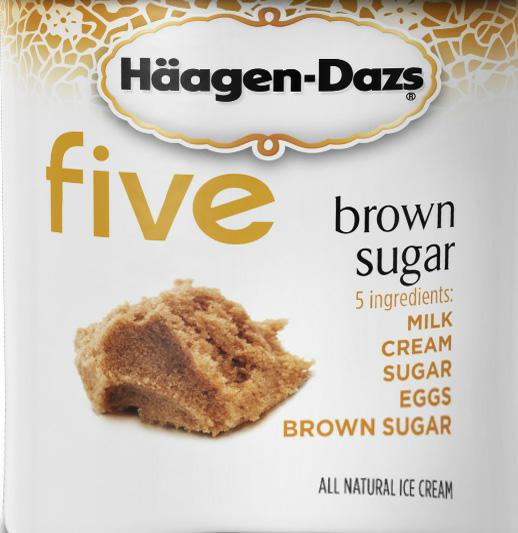 Häagen-Dazs®
five
brown
sugar
5 ingredients:
MILK
CREAM
SUGAR
EGGS
BROWN SUGAR
ALL NATURAL ICE CREAM